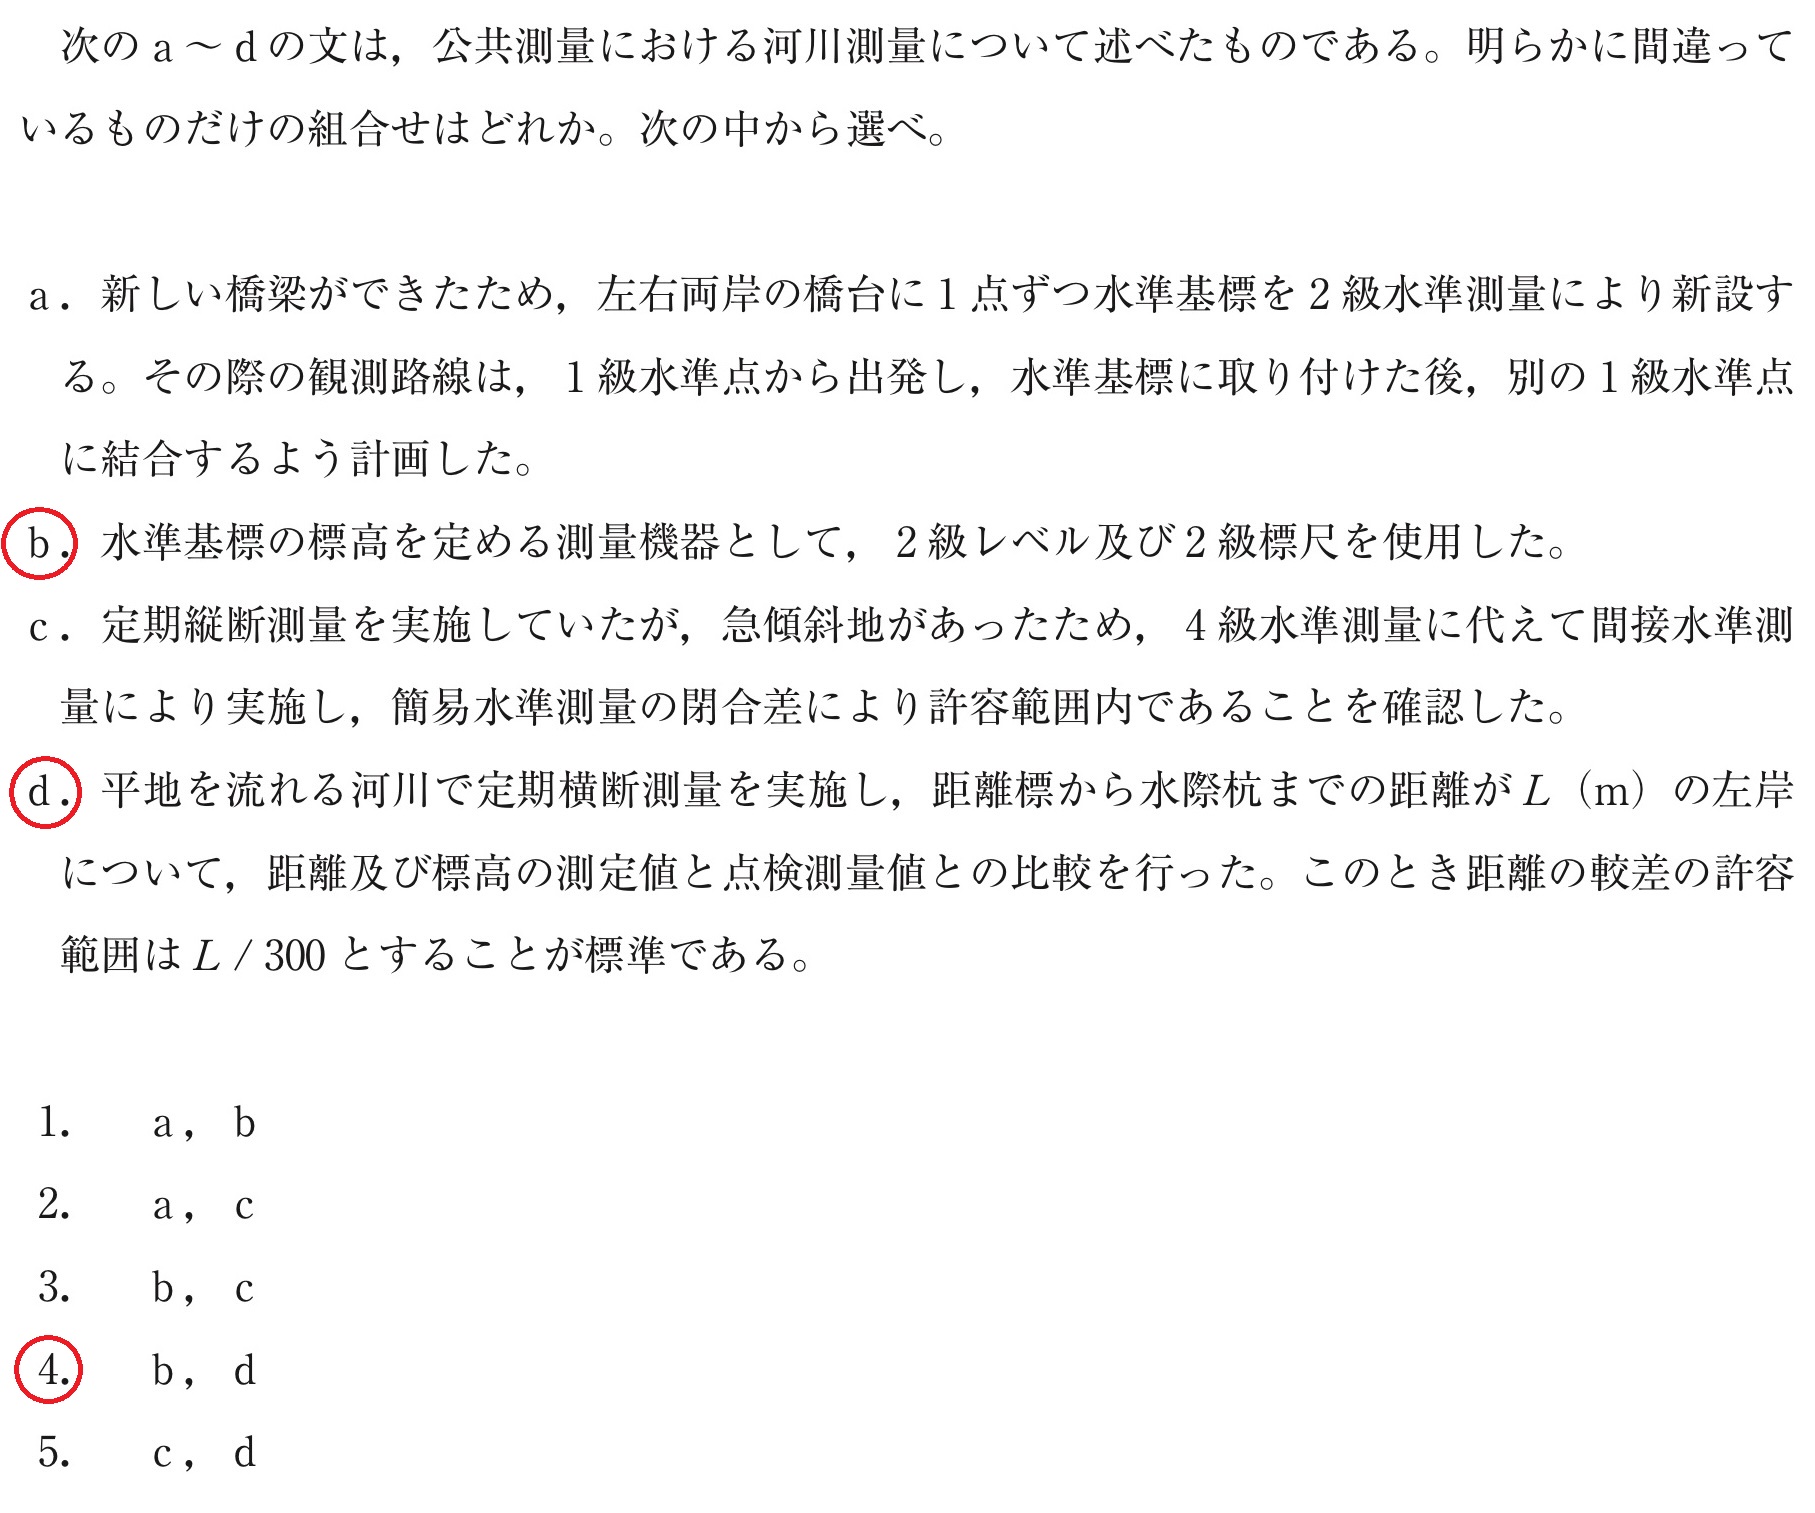 次のa～dの文は，公共測量における河川測量について述べたものである。明らかに間違って
いるものだけの組合せはどれか。次の中から選べ。
a．新しい橋梁ができたため，左右両岸の橋台に1点ずつ水準基標を2級水準測量により新設す
る。その際の観測路線は，1級水準点から出発し，水準基標に取り付けた後，別の1級水準点
に結合するよう計画した。
b．水準基標の標高を定める測量機器として，2級レベル及び2級標尺を使用した。
c．定期縦断測量を実施していたが，急傾斜地があったため，4級水準測量に代えて間接水準測
量により実施し，簡易水準測量の閉合差により許容範囲内であることを確認した。
d．平地を流れる河川で定期横断測量を実施し，距離標から水際杭までの距離がL（m）の左岸
について，距離及び標高の測定値と点検測量値との比較を行った。このとき距離の較差の許容
範囲はL / 300とすることが標準である。
1.　a，b
2.　a，c
3.　b，c
4.　b，d
5.　c，d